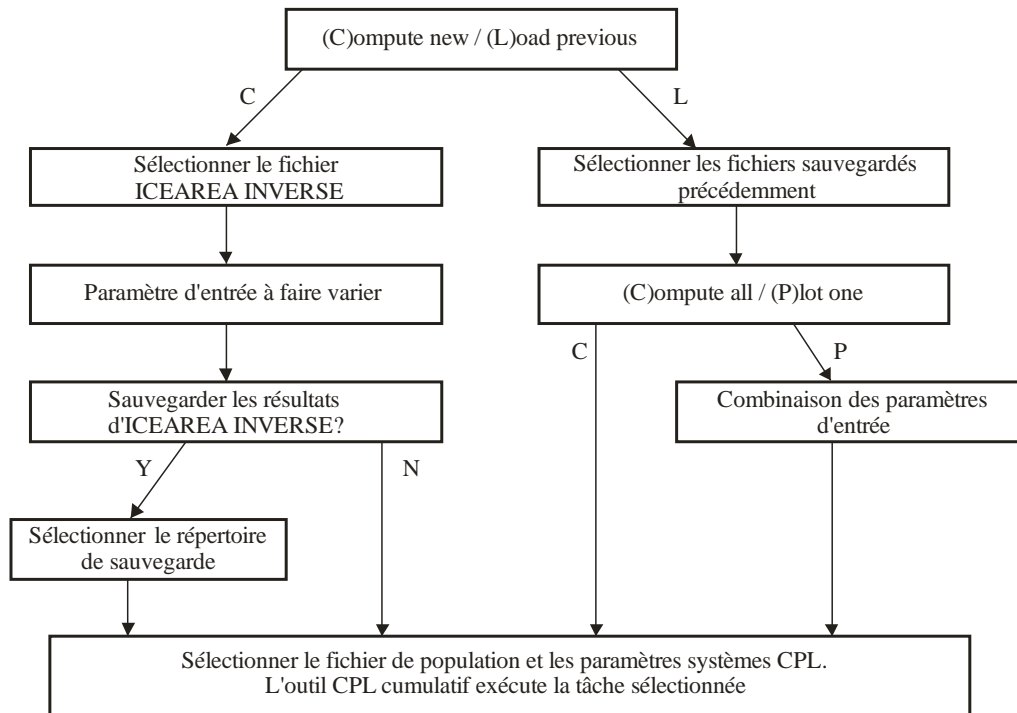 (C)ompute new / (L)oad previous
C
L
Sélectionner le fichier
ICEAREA INVERSE
Sélectionner les fichiers sauvegardés
précédemment
Paramètre d'entrée à faire varier
(C)ompute all / (P)lot one
C
P
Sauvegarder les résultats
d'ICEAREA INVERSE?
Combinaison des paramètres
d'entrée
Y
N
Sélectionner le répertoire
de sauvegarde
Sélectionner le fichier de population et les paramètres systèmes CPL.
L'outil CPL cumulatif exécute la tâche sélectionnée